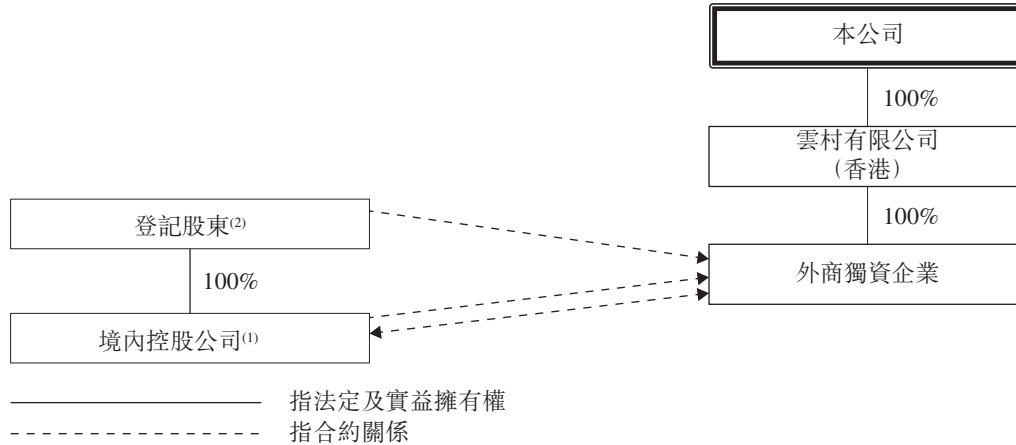 本公司
100%
雲村有限公司
(香港)
100%
登記股東(2)
100%
外商獨資企業
境內控股公司(1)
指法定及實益擁有權
指合約關係